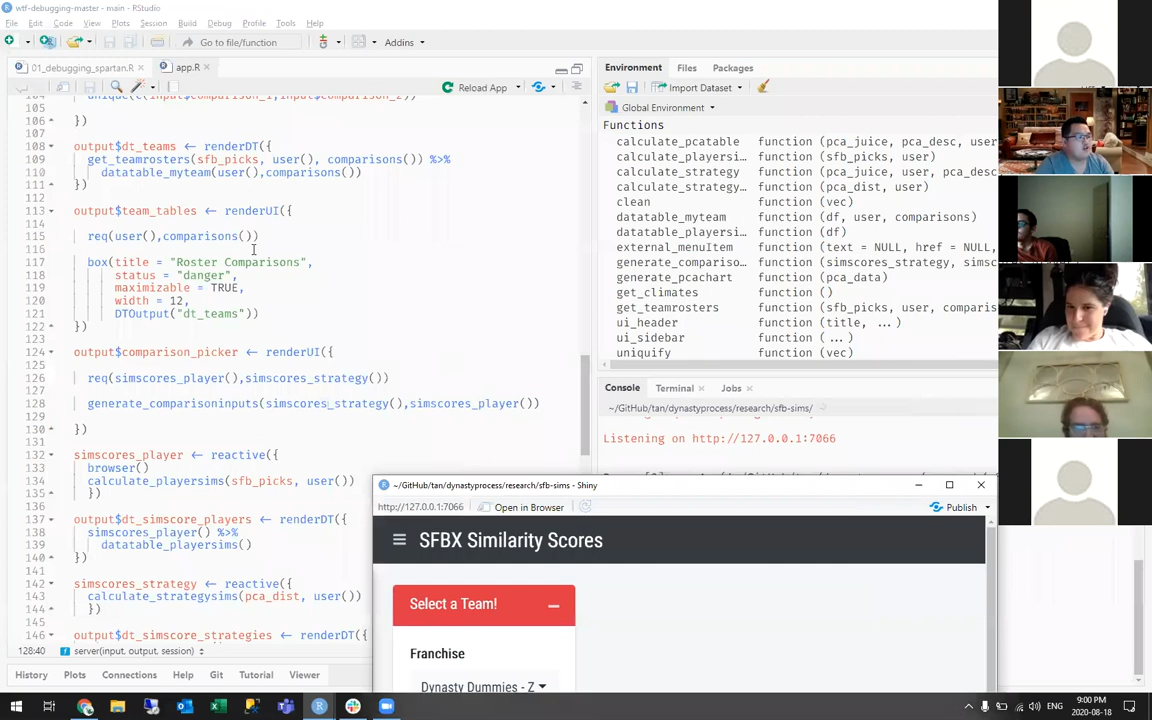 wtf-debugging-master - main - RStudio
File Edit Code View Plots Session Build Debug Profile Tools Help
Go to file/function Addins
01_debugging_spartan.R app.R
Reload App
104 unique(c(input$comparison_1,input$comparison_2))
105
106 })
107
108 output$dt_teams ← renderDT({
109 get_teamrosters(sfb_picks, user(), comparisons()) %>%
110 datatable_myteam(user(),comparisons())
111 })
112
113 output$team_tables ← renderUI({
114
115 req(user(),comparisons())
116
117 box(title = "Roster Comparisons",
118 status = "danger",
119 maximizable = TRUE,
120 width = 12,
121 DTOutput("dt_teams"))
122 })
124 output$comparison_picker ← renderUI({
125
126 req(simscores_player(),simscores_strategy())
127
128 generate_comparisoninputs(simscores_strategy(),simscores_player())
129
130 })
131
132 simscores_player ← reactive({
133 browser()
134 calculate_playersims(sfb_picks, user())
135 })
136
137 output$dt_simscore_players ← renderDT({
138 simscores_player() %>%
139 datatable_playersims()
140 })
141
142 simscores_strategy ← reactive({
143 calculate_strategysims(pca_dist, user())
144 })
145
146 output$dt_simscore_strategies ← renderDT({
128:40 server(input, output, session)
History Plots Connections Help Git Tutorial Viewer
Environment Files Packages
Import Dataset
Global Environment
Functions
calculate_pcatable function (pca_juice, pca_desc, user
calculate_playersi… function (sfb_picks, user)
calculate_strategy function (pca_juice, user, pca_desc
calculate_strategy… function (pca_dist, user)
clean function (vec)
datatable_myteam function (df, user, comparisons)
datatable_playersi… function (df)
external_menuItem function (text = NULL, href = NULL,
generate_compariso… function (simscores_strategy, simsc
generate_pcachart function (pca_data)
get_climates function ()
get_teamrosters function (sfb_picks, user, comparis
ui_header function (title, ...)
ui_sidebar function (...)
uniquify function (vec)
Console Terminal Jobs
~/GitHub/tan/dynastyprocess/research/sfb-sims/
Listening on http://127.0.0.1:7066
~/GitHub/tan/dynastyprocess/research/sfb-sims - Shiny
http://127.0.0.1:7066 Open in Browser Publish
SFBX Similarity Scores
Select a Team!
Franchise
Dynasty Dummies - Z
ENG
9:00 PM
2020-08-18